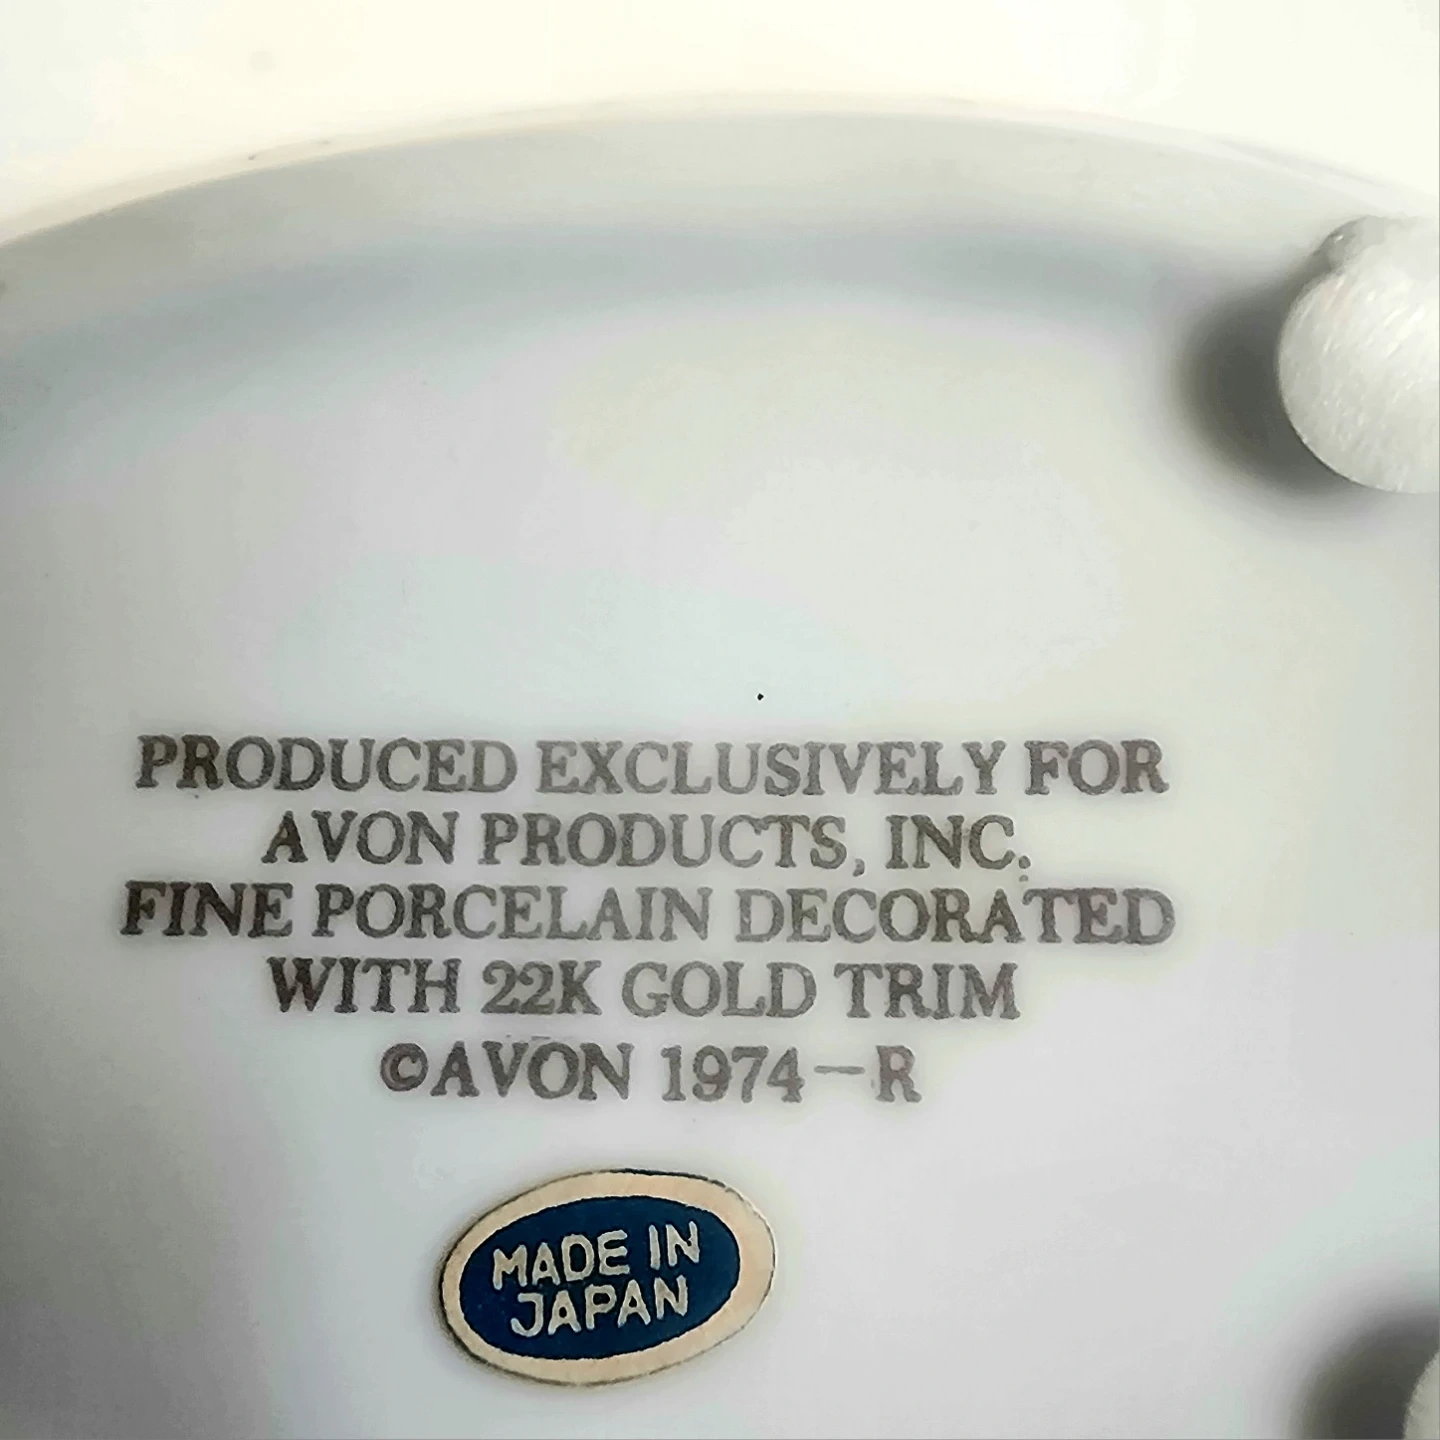 PRODUCED EXCLUSIVELY FOR
AVON PRODUCTS, INC.
FINE PORCELAIN DECORATED
WITH 22K GOLD TRIM
©AVON 1974-R
MADE IN
JAPAN